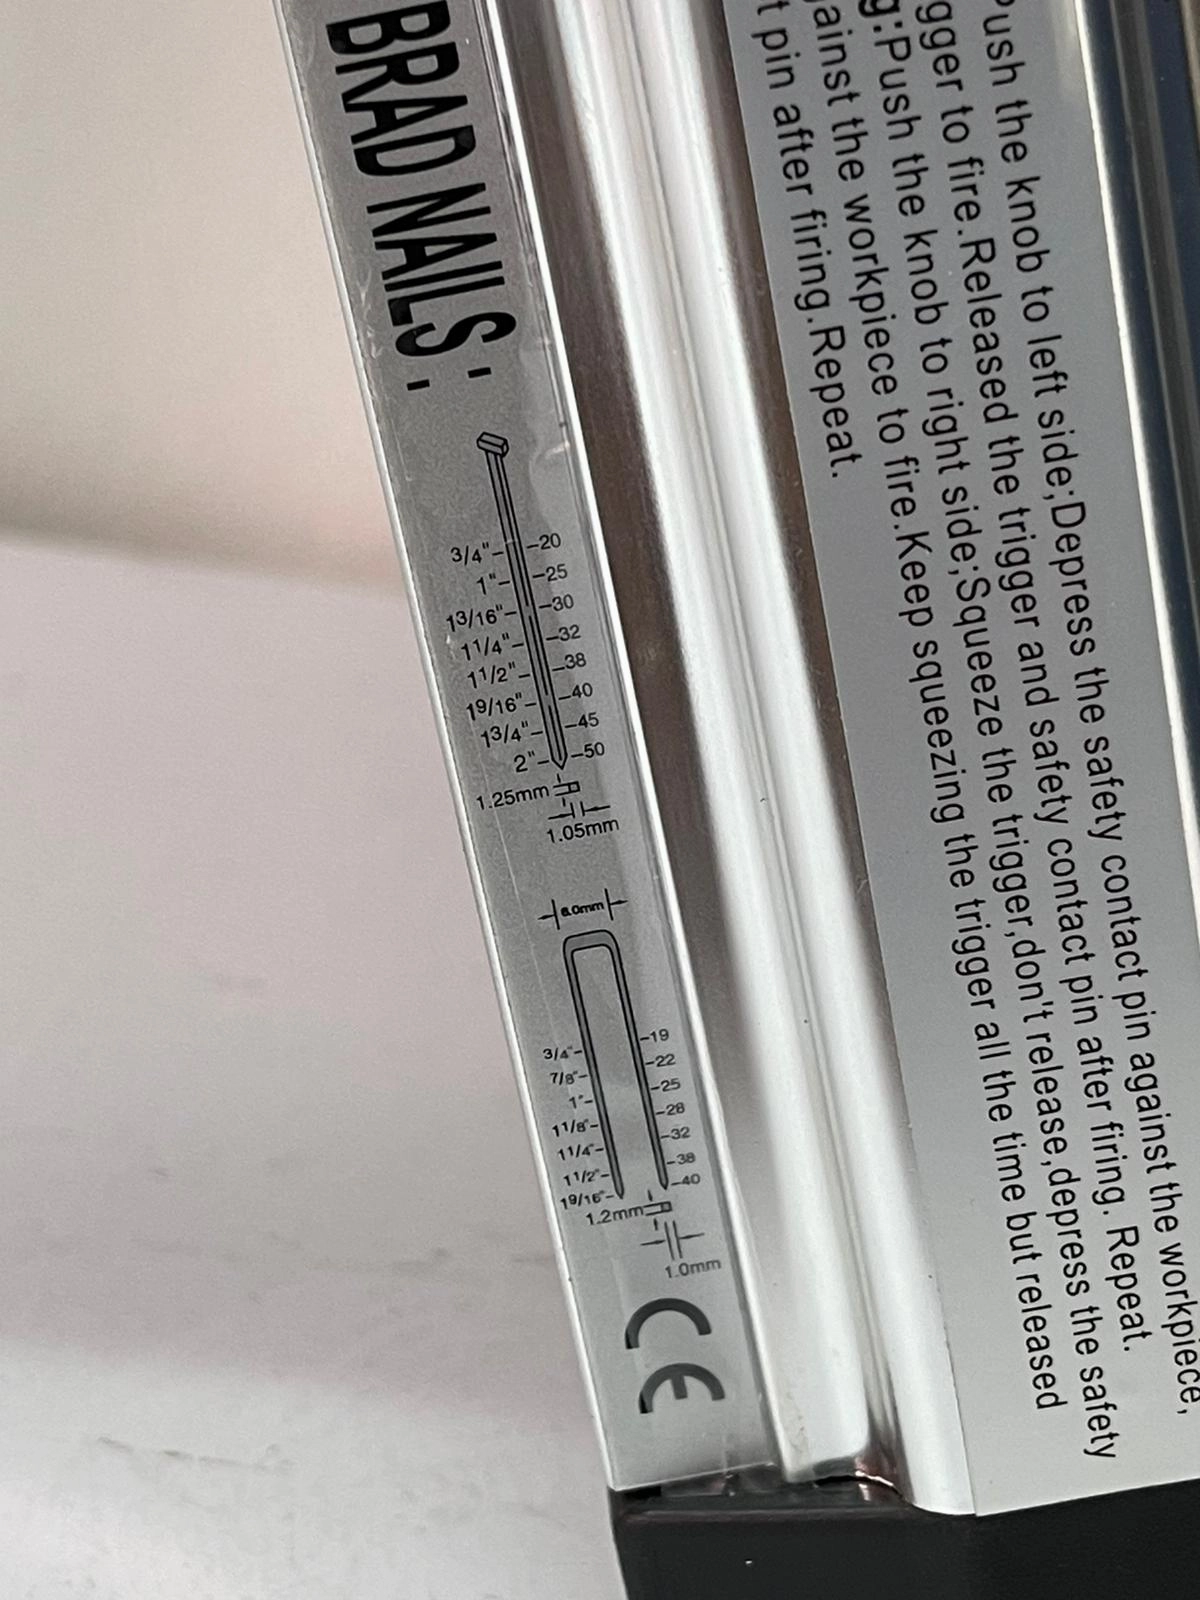 BRAD NAILS:
3/4" 20
1" 25
13/16" 30
11/4" 32
11/2" 38
19/16" 40
13/4" 45
2" 50
1.25mm
1.05mm
6.0mm
3/4" 19
7/8" 22
1" 25
11/8" 28
11/4" 32
11/2" 38
19/16" 40
1.2mm
1.0mm
CE
Push the knob to left side;Depress the safety contact pin against the workpiece,
gger to fire.Released the trigger and safety contact pin after firing. Repeat.
g:Push the knob to right side;Squeeze the trigger,don't release,depress the safety
ainst the workpiece to fire.Keep squeezing the trigger all the time but released
t pin after firing.Repeat.